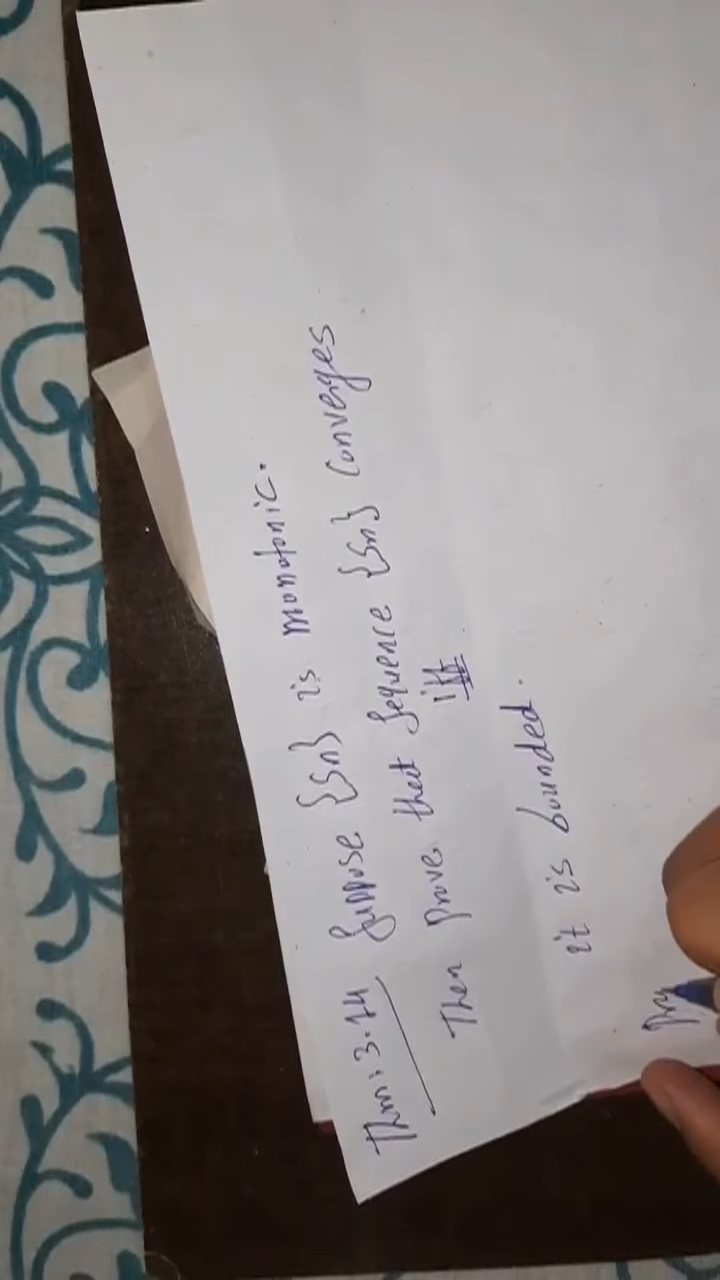 Thm: 3.14 Suppose {Sn} is monotonic.
Then prove that Sequence {Sn} converges
iff
it is bounded.